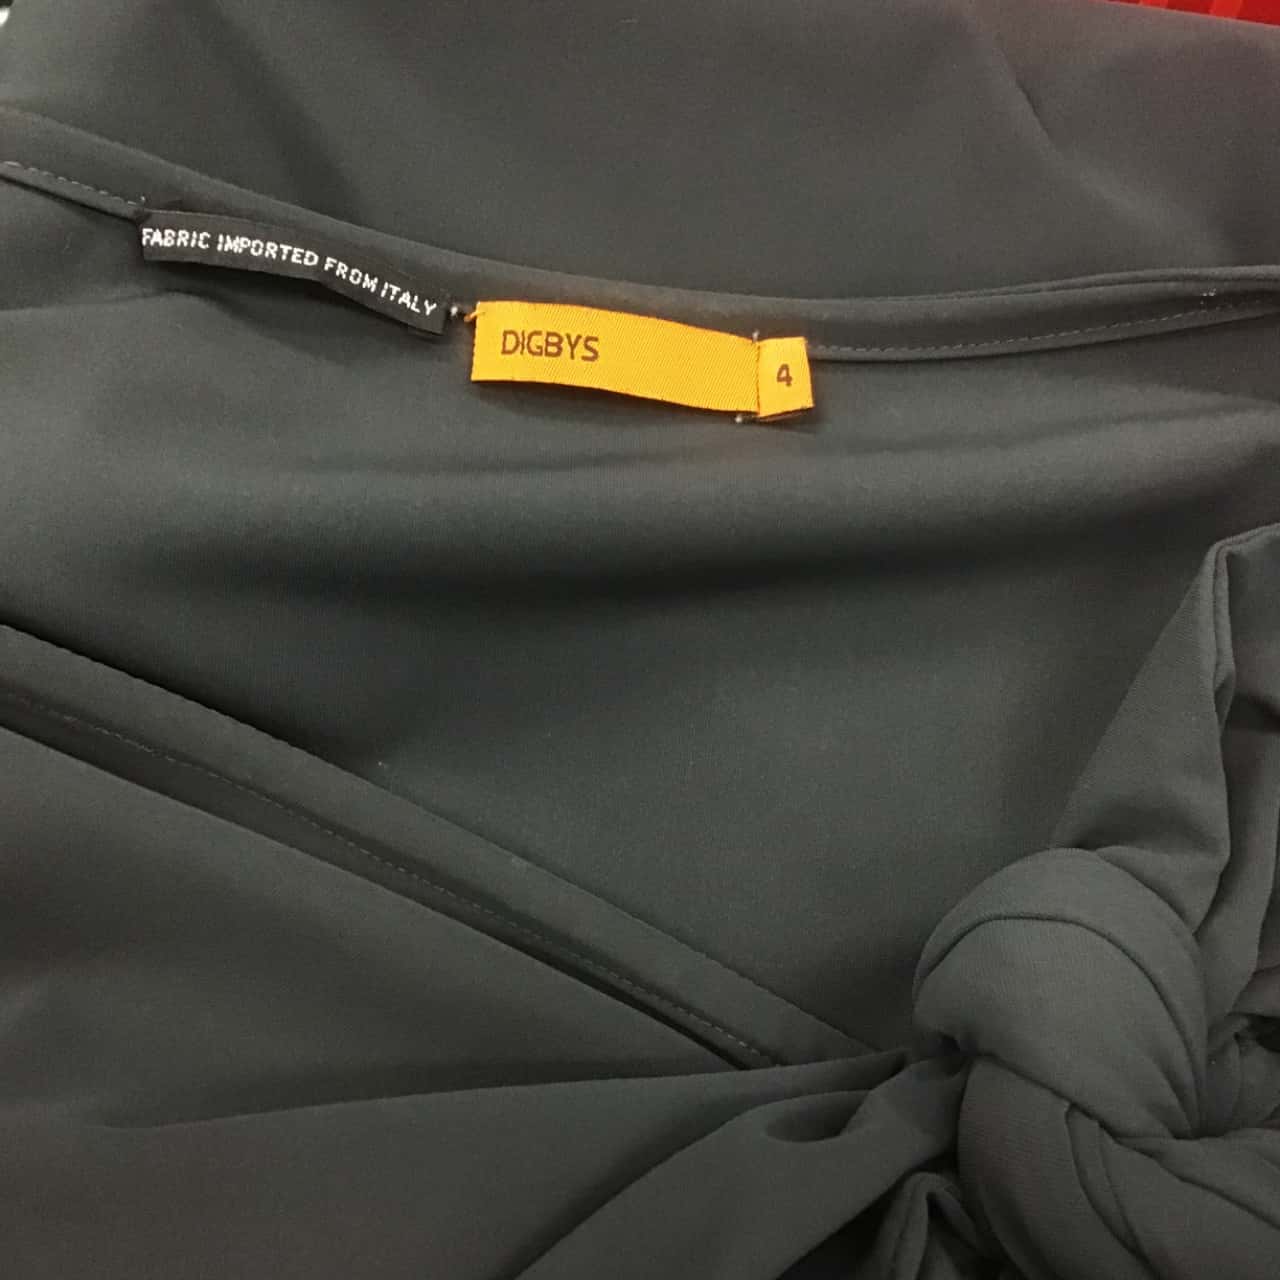 FABRIC IMPORTED FROM ITALY
DIGBYS
4